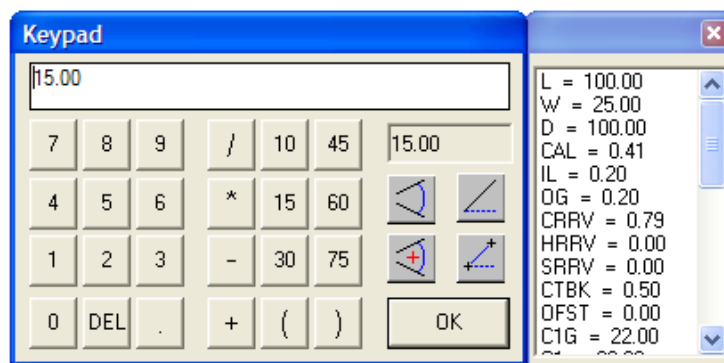 Keypad
15.00
7 8 9 / 10 45 15.00
4 5 6 * 15 60
1 2 3 - 30 75
0 DEL . + ( ) OK
L = 100.00
W = 25.00
D = 100.00
CAL = 0.41
IL = 0.20
OG = 0.20
CRRV = 0.79
HRRV = 0.00
SRRV = 0.00
CTBK = 0.50
OFST = 0.00
C1G = 22.00